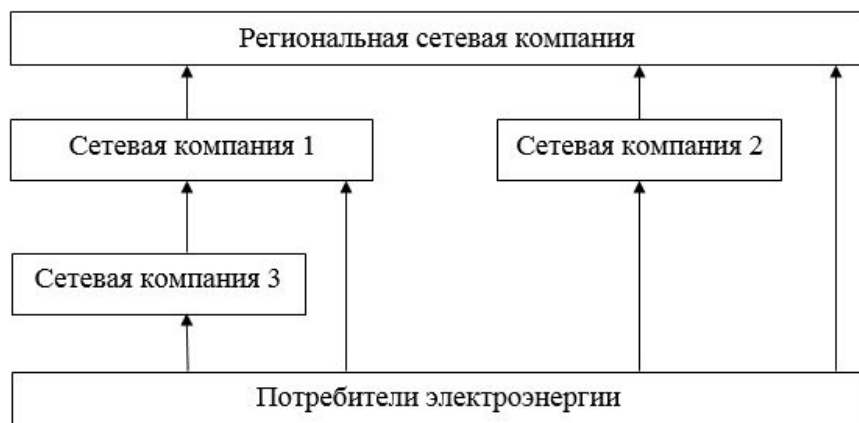 Региональная сетевая компания
Сетевая компания 1
Сетевая компания 2
Сетевая компания 3
Потребители электроэнергии